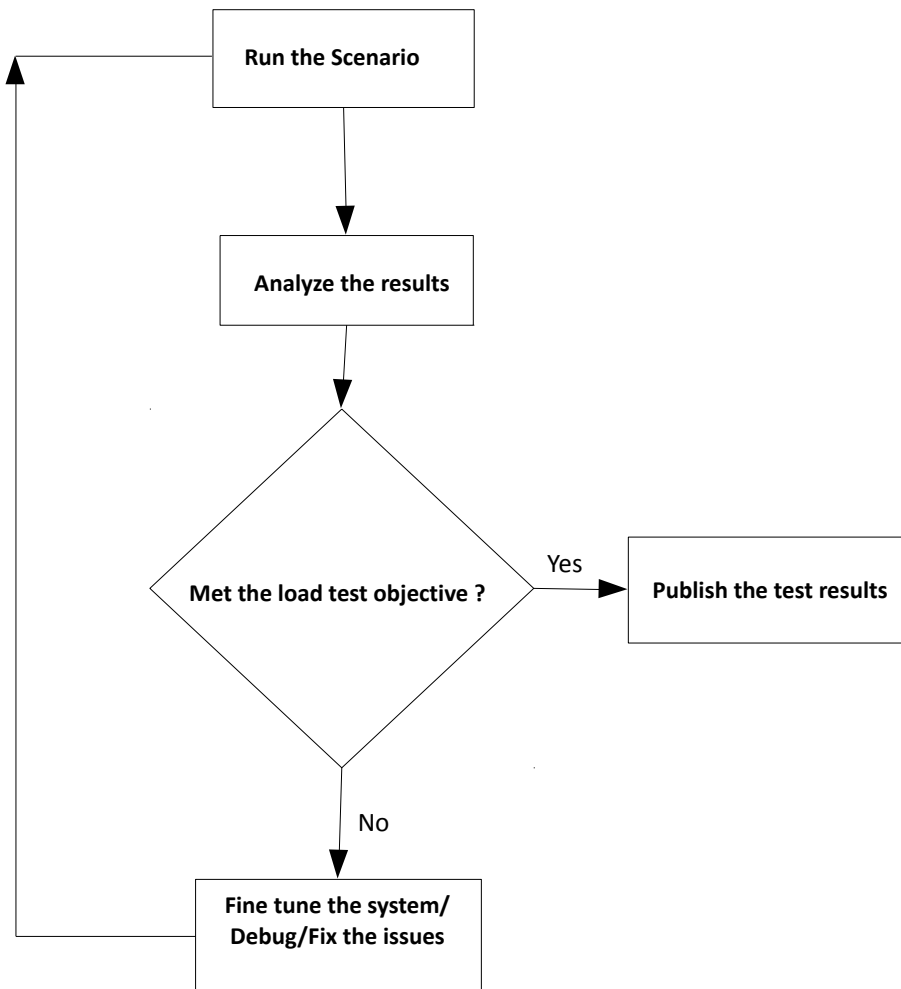 Run the Scenario
Analyze the results
Met the load test objective ?
Yes
Publish the test results
No
Fine tune the system/
Debug/Fix the issues